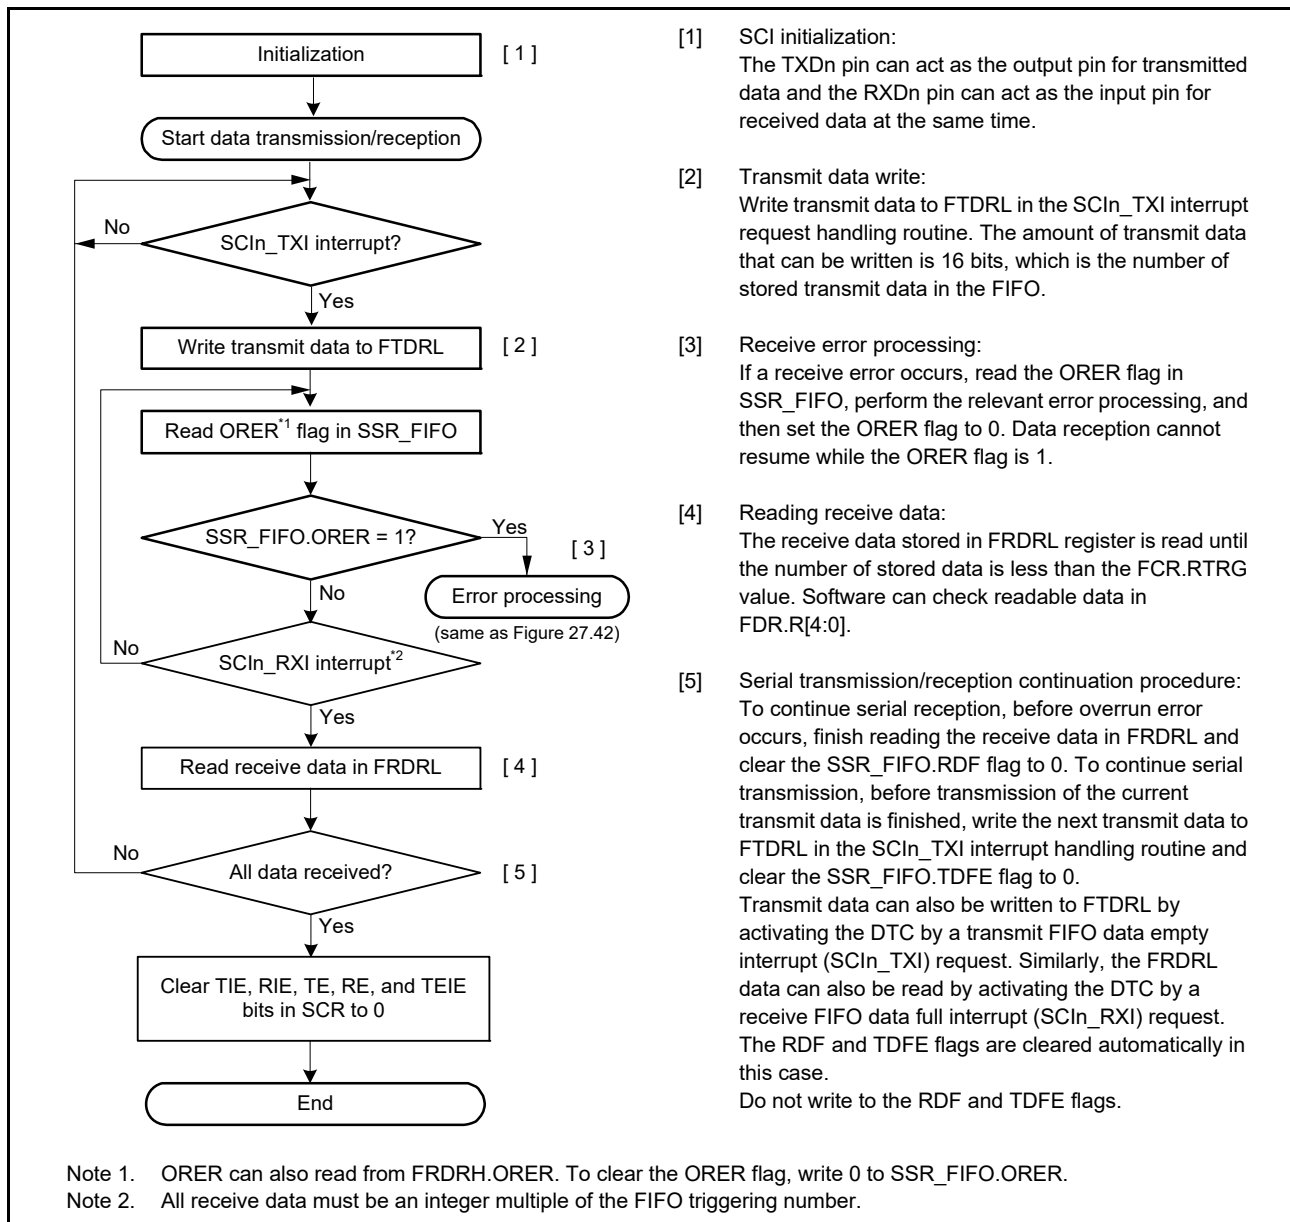 Initialization
[ 1 ]
Start data transmission/reception
No
SCIn_TXI interrupt?
Yes
Write transmit data to FTDRL
[ 2 ]
Read ORER*1 flag in SSR_FIFO
SSR_FIFO.ORER = 1?
Yes
[ 3 ]
No
Error processing
(same as Figure 27.42)
No
SCIn_RXI interrupt*2
Yes
Read receive data in FRDRL
[ 4 ]
No
All data received?
[ 5 ]
Yes
Clear TIE, RIE, TE, RE, and TEIE
bits in SCR to 0
End
[1] SCI initialization:
The TXDn pin can act as the output pin for transmitted
data and the RXDn pin can act as the input pin for
received data at the same time.
[2] Transmit data write:
Write transmit data to FTDRL in the SCIn_TXI interrupt
request handling routine. The amount of transmit data
that can be written is 16 bits, which is the number of
stored transmit data in the FIFO.
[3] Receive error processing:
If a receive error occurs, read the ORER flag in
SSR_FIFO, perform the relevant error processing, and
then set the ORER flag to 0. Data reception cannot
resume while the ORER flag is 1.
[4] Reading receive data:
The receive data stored in FRDRL register is read until
the number of stored data is less than the FCR.RTRG
value. Software can check readable data in
FDR.R[4:0].
[5] Serial transmission/reception continuation procedure:
To continue serial reception, before overrun error
occurs, finish reading the receive data in FRDRL and
clear the SSR_FIFO.RDF flag to 0. To continue serial
transmission, before transmission of the current
transmit data is finished, write the next transmit data to
FTDRL in the SCIn_TXI interrupt handling routine and
clear the SSR_FIFO.TDFE flag to 0.
Transmit data can also be written to FTDRL by
activating the DTC by a transmit FIFO data empty
interrupt (SCIn_TXI) request. Similarly, the FRDRL
data can also be read by activating the DTC by a
receive FIFO data full interrupt (SCIn_RXI) request.
The RDF and TDFE flags are cleared automatically in
this case.
Do not write to the RDF and TDFE flags.
Note 1. ORER can also read from FRDRH.ORER. To clear the ORER flag, write 0 to SSR_FIFO.ORER.
Note 2. All receive data must be an integer multiple of the FIFO triggering number.